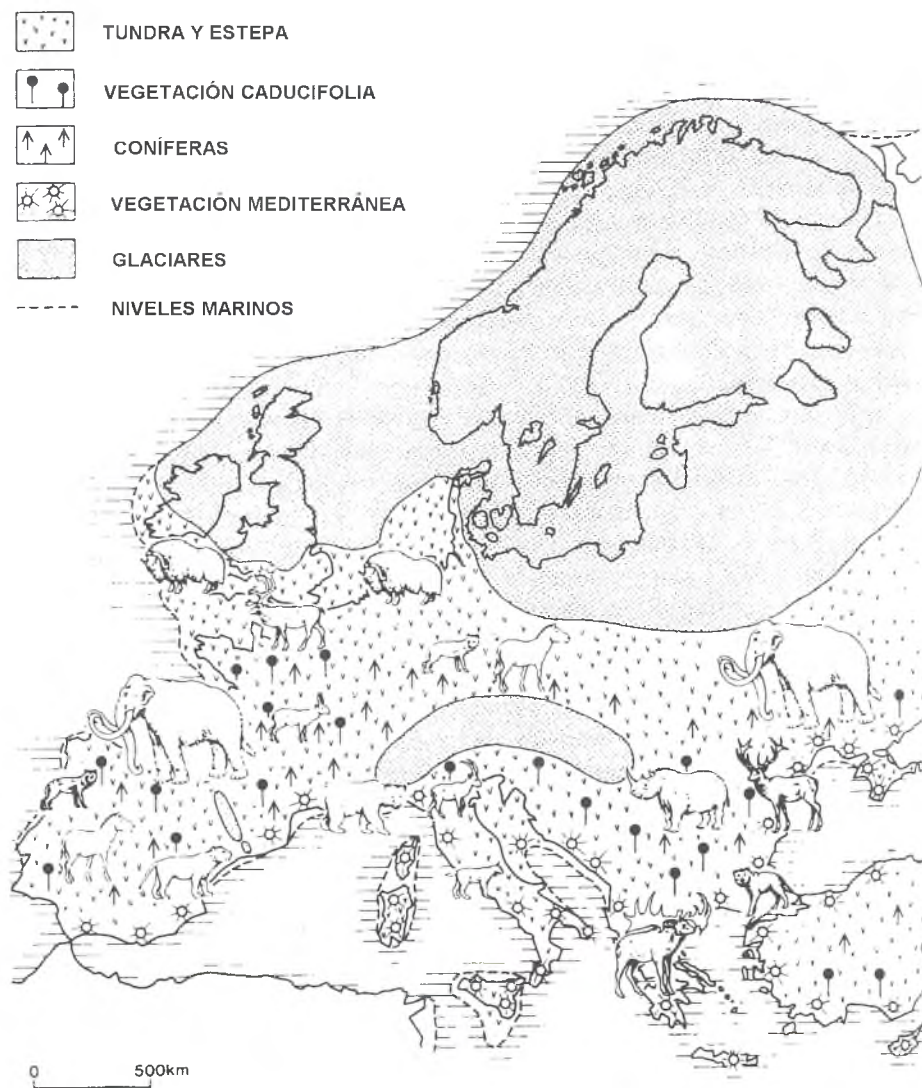 TUNDRA Y ESTEPA
VEGETACIÓN CADUCIFOLIA
CONÍFERAS
VEGETACIÓN MEDITERRÁNEA
GLACIARES
NIVELES MARINOS
0 500km